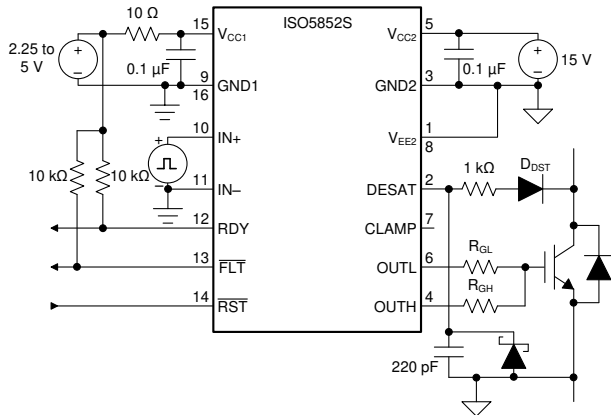 10 Ω
15
VCC1
ISO5852S
VCC2
5
2.25 to
5 V
+
−
0.1 µF
9
16
GND1
GND2
3
0.1 µF
+
−
15 V
10
IN+
VEE2
1
8
+
−
11
IN−
10 kΩ
10 kΩ
DESAT
2
1 kΩ
DDST
12
RDY
CLAMP
7
13
FLT
OUTL
6
RGL
14
RST
OUTH
4
RGH
220 pF